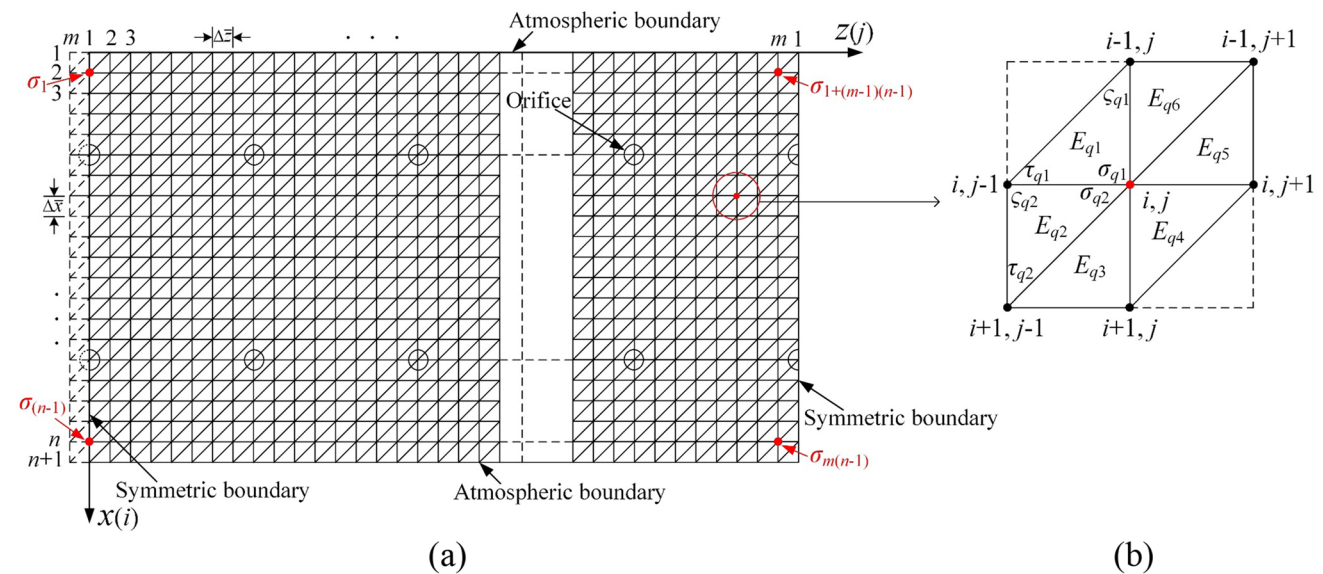 Atmospheric boundary
m 1 2 3 Δz̅ · · · m 1 z(j)
1
σ1 2 σ1+(m-1)(n-1)
3
Orifice
Δx̅
·
·
·
σ(n-1)
n
n+1
σm(n-1)
Symmetric boundary
Symmetric boundary
Atmospheric boundary
x(i)
(a)
i-1, j i-1, j+1
ςq1 Eq6
Eq1 Eq5
τq1 σq1
i, j-1 i, j+1
ςq2 σq2 i, j
Eq2 Eq4
τq2 Eq3
i+1, j-1 i+1, j
(b)